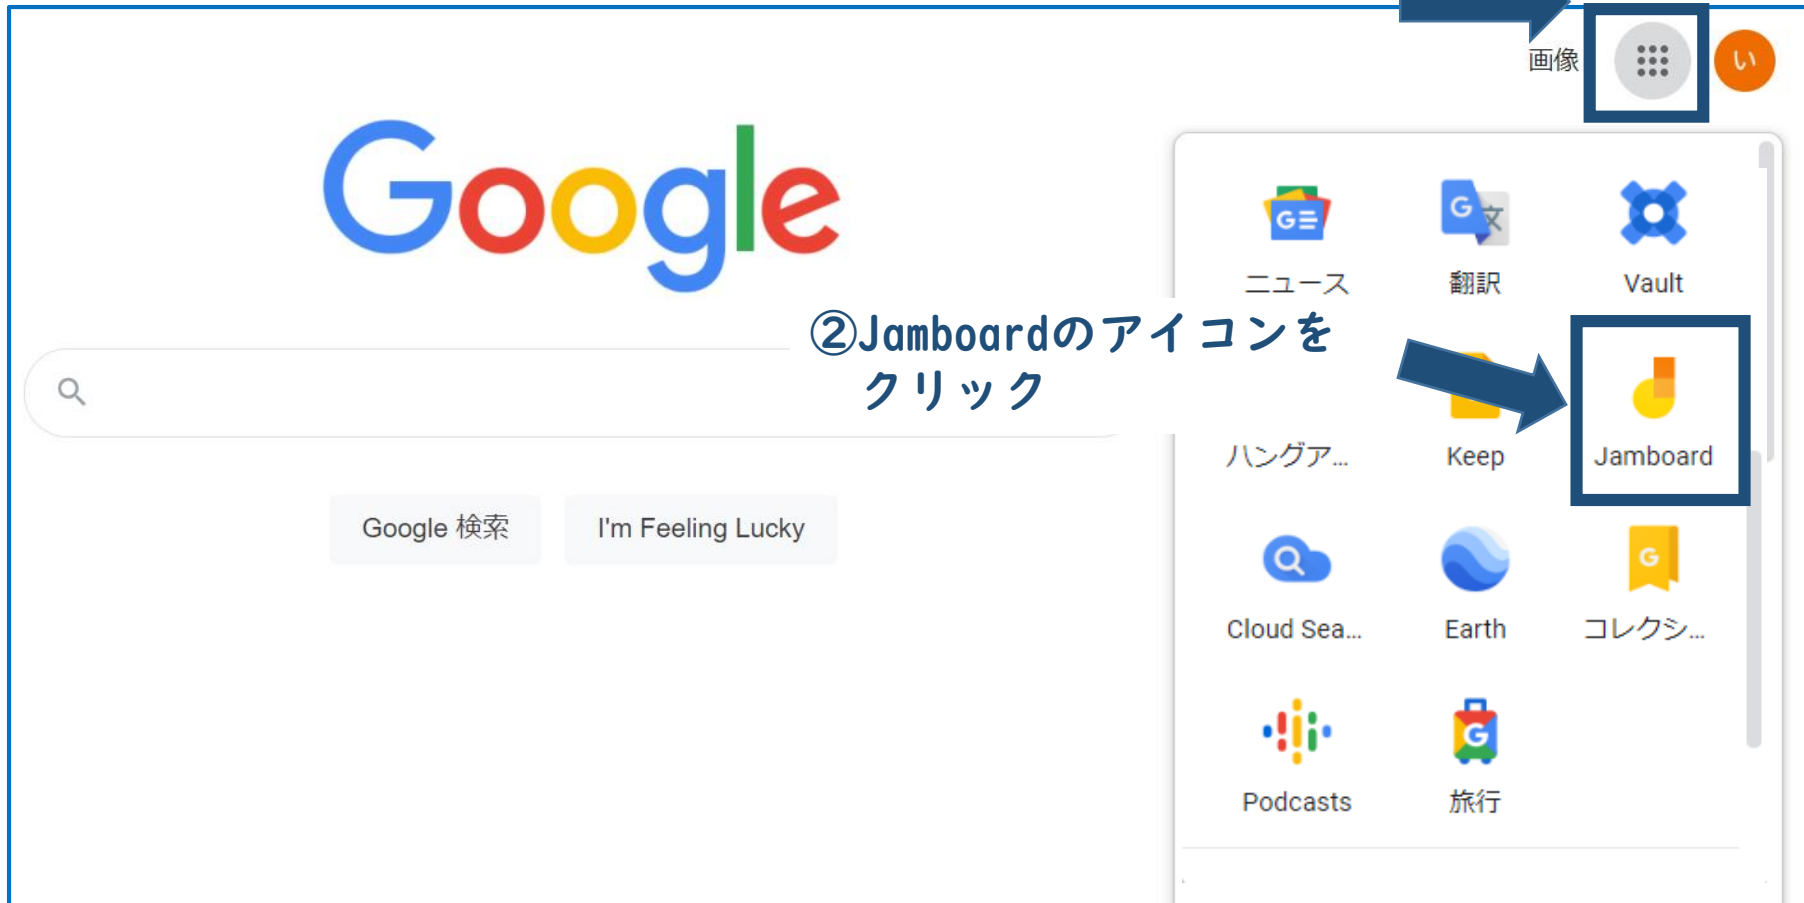 画像
い
Google
G
G 文
ニュース
翻訳
Vault
②Jamboardのアイコンを
クリック
ハングア...
Keep
Jamboard
Google 検索
I'm Feeling Lucky
G
Cloud Sea...
Earth
コレクシ...
G
Podcasts
旅行